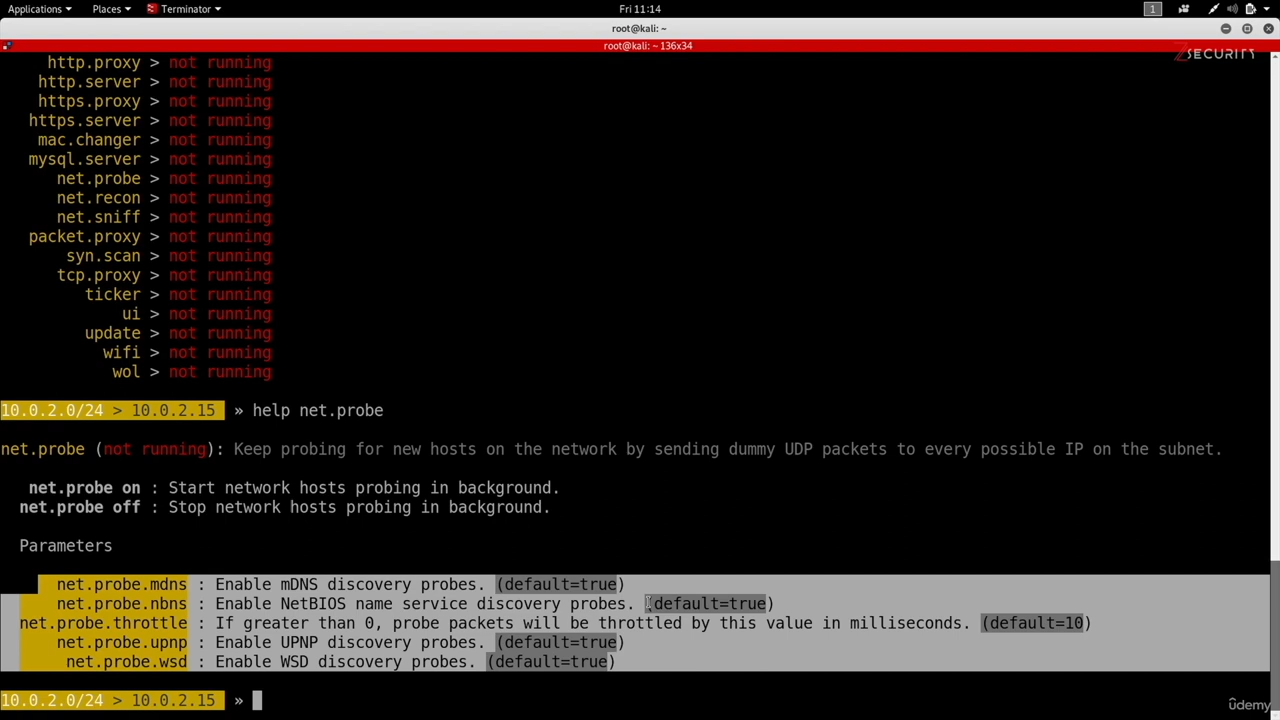 Applications Places Terminator Fri 11:14 1
root@kali: ~
root@kali: ~ 136x34
ZSECURITY
http.proxy > not running
http.server > not running
https.proxy > not running
https.server > not running
mac.changer > not running
mysql.server > not running
net.probe > not running
net.recon > not running
net.sniff > not running
packet.proxy > not running
syn.scan > not running
tcp.proxy > not running
ticker > not running
ui > not running
update > not running
wifi > not running
wol > not running
10.0.2.0/24 > 10.0.2.15 » help net.probe
net.probe (not running): Keep probing for new hosts on the network by sending dummy UDP packets to every possible IP on the subnet.
net.probe on : Start network hosts probing in background.
net.probe off : Stop network hosts probing in background.
Parameters
net.probe.mdns : Enable mDNS discovery probes. (default=true)
net.probe.nbns : Enable NetBIOS name service discovery probes. (default=true)
net.probe.throttle : If greater than 0, probe packets will be throttled by this value in milliseconds. (default=10)
net.probe.upnp : Enable UPNP discovery probes. (default=true)
net.probe.wsd : Enable WSD discovery probes. (default=true)
10.0.2.0/24 > 10.0.2.15 »
ûdemy